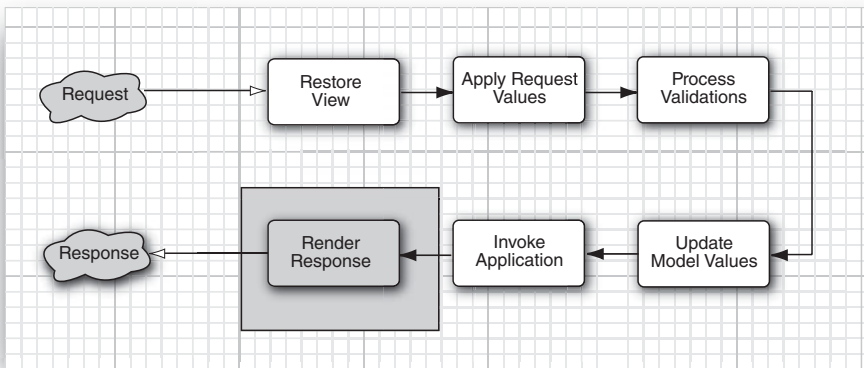 Request
Restore
View
Apply Request
Values
Process
Validations
Response
Render
Response
Invoke
Application
Update
Model Values